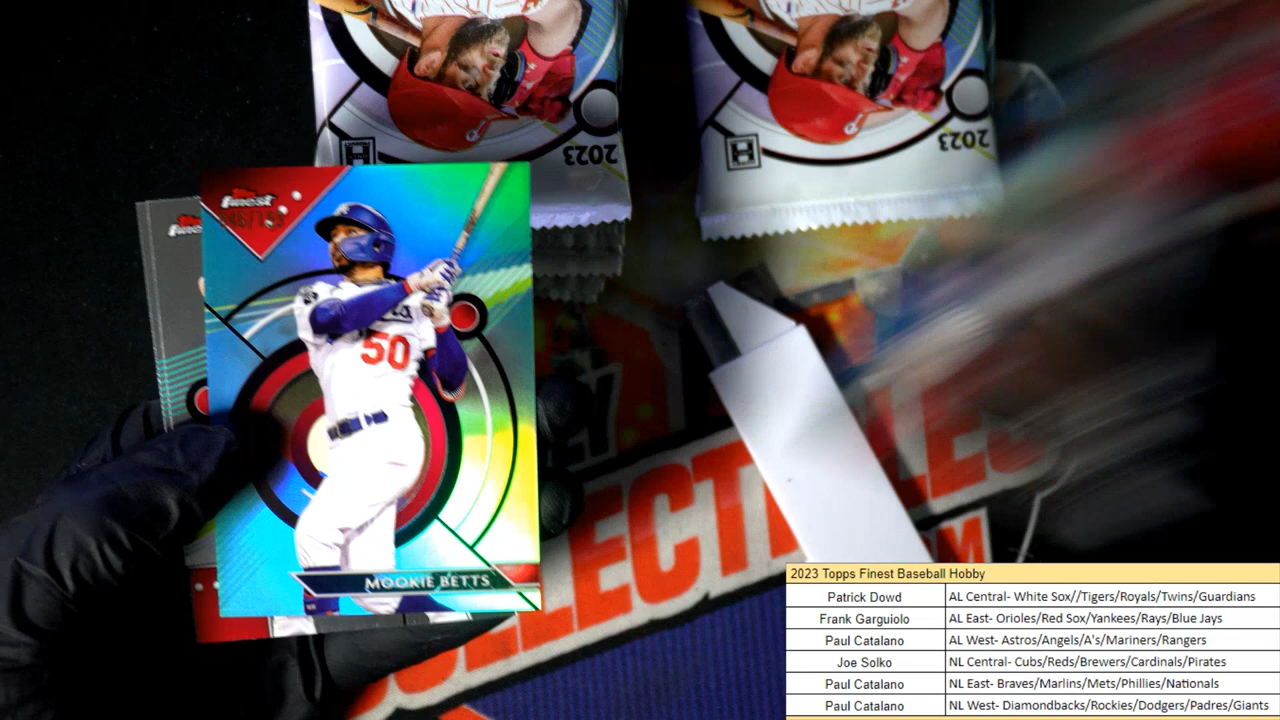 2023
H
2023
H
Topps
Finest
50
MOOKIE BETTS
2023 Topps Finest Baseball Hobby
Patrick Dowd AL Central- White Sox//Tigers/Royals/Twins/Guardians
Frank Garguiolo AL East- Orioles/Red Sox/Yankees/Rays/Blue Jays
Paul Catalano AL West- Astros/Angels/A's/Mariners/Rangers
Joe Solko NL Central- Cubs/Reds/Brewers/Cardinals/Pirates
Paul Catalano NL East- Braves/Marlins/Mets/Phillies/Nationals
Paul Catalano NL West- Diamondbacks/Rockies/Dodgers/Padres/Giants